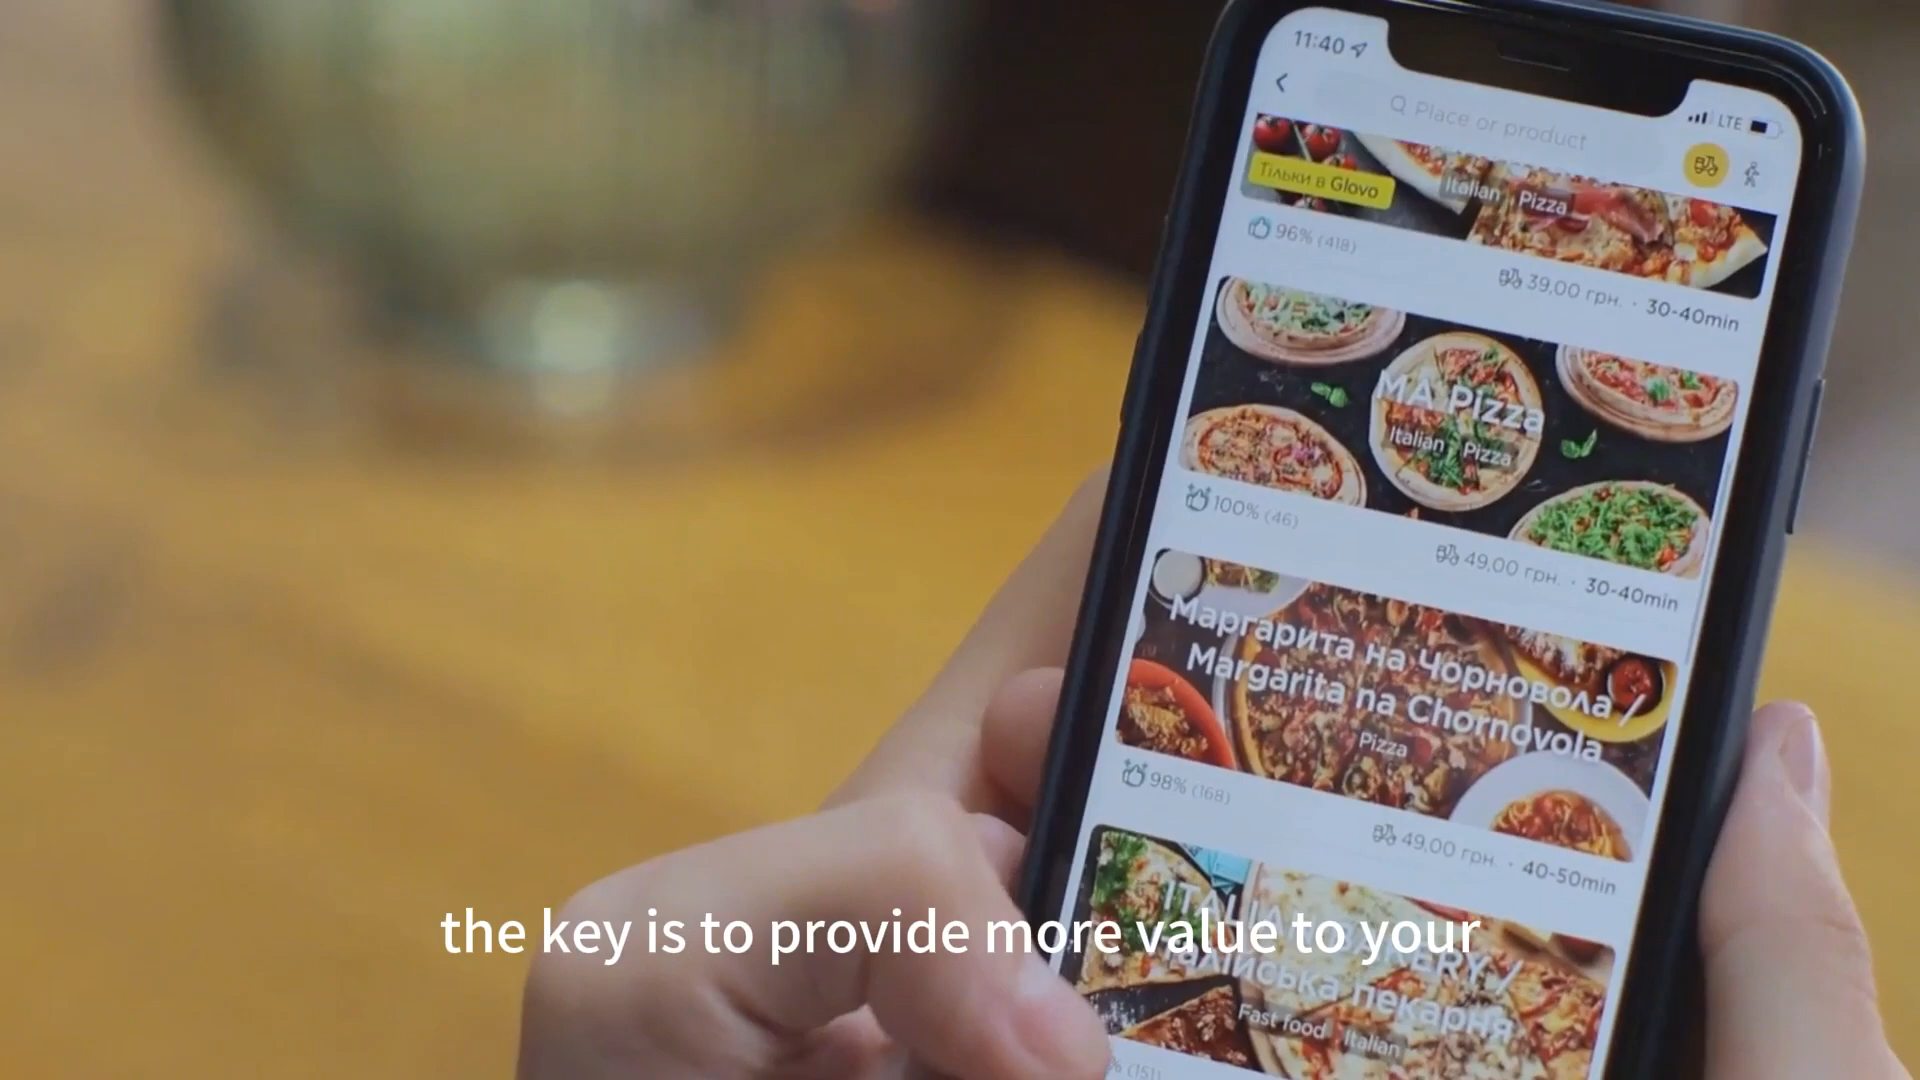 11:40
LTE
Place or product
Тільки в Glovo
Italian Pizza
96% (418)
39,00 грн. · 30-40min
MA Pizza
Italian Pizza
100% (46)
49,00 грн. · 30-40min
Маргарита на Чорновола /
Margarita na Chornovola
Pizza
98% (168)
49,00 грн. · 40-50min
the key is to provide more value to your
пекарня
Fast food Italian
% (151)